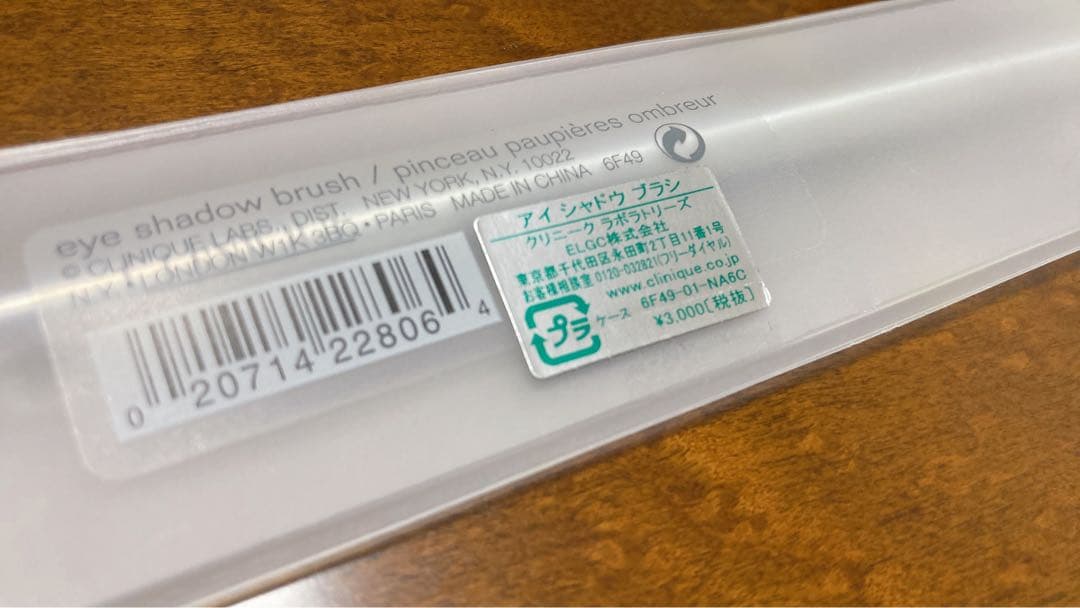 eye shadow brush / pinceau paupières ombreur
© CLINIQUE LABS, DIST. NEW YORK, N.Y. 10022
N.Y. • LONDON W1K 3BQ • PARIS MADE IN CHINA 6F49
0 20714 22806 4
アイ シャドウ ブラシ
クリニーク ラボラトリーズ
ELGC株式会社
東京都千代田区永田町2丁目11番1号
お客様相談室 0120-032821(フリーダイヤル)
www.clinique.co.jp
6F49-01-NA6C
プラ ケース ¥3,000[税抜]